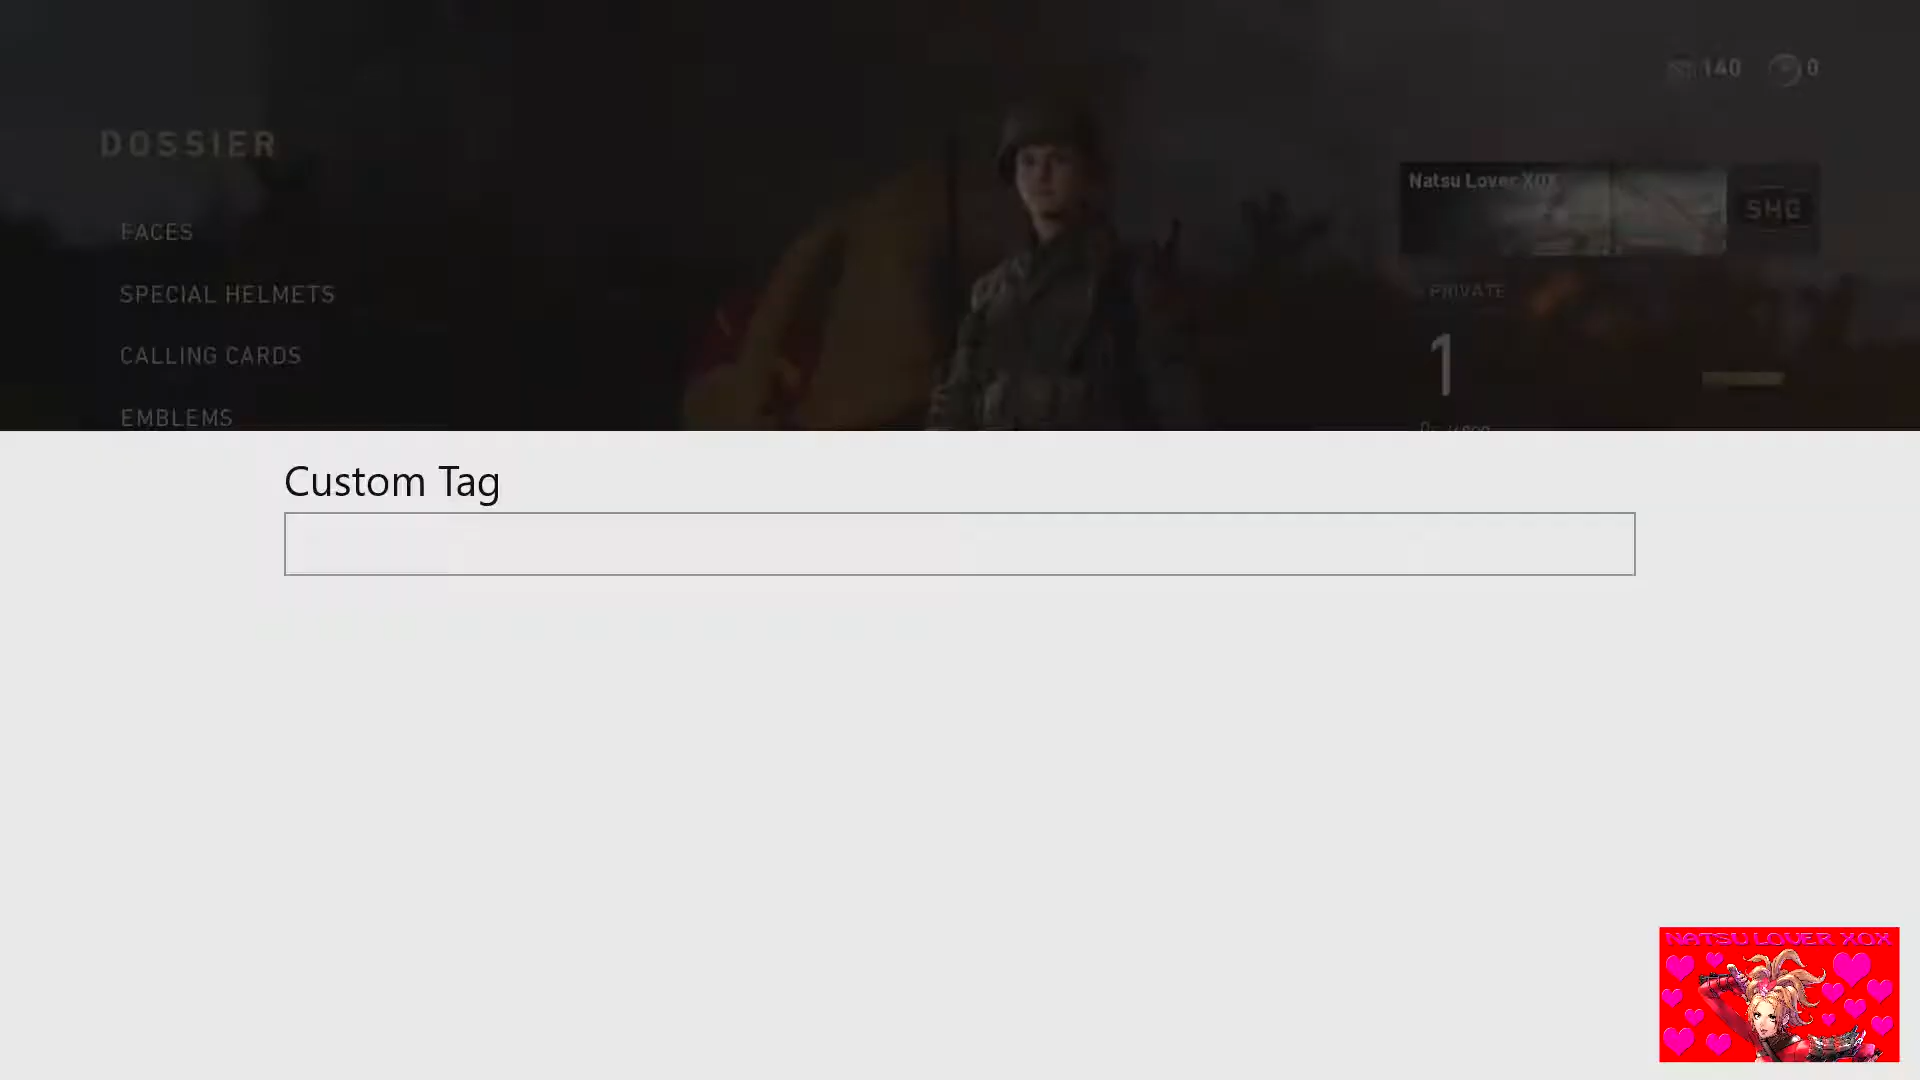 140
0
DOSSIER
Natsu Lover XOX
SHG
FACES
PRIVATE
SPECIAL HELMETS
1
CALLING CARDS
EMBLEMS
Custom Tag
NATSU LOVER XOX